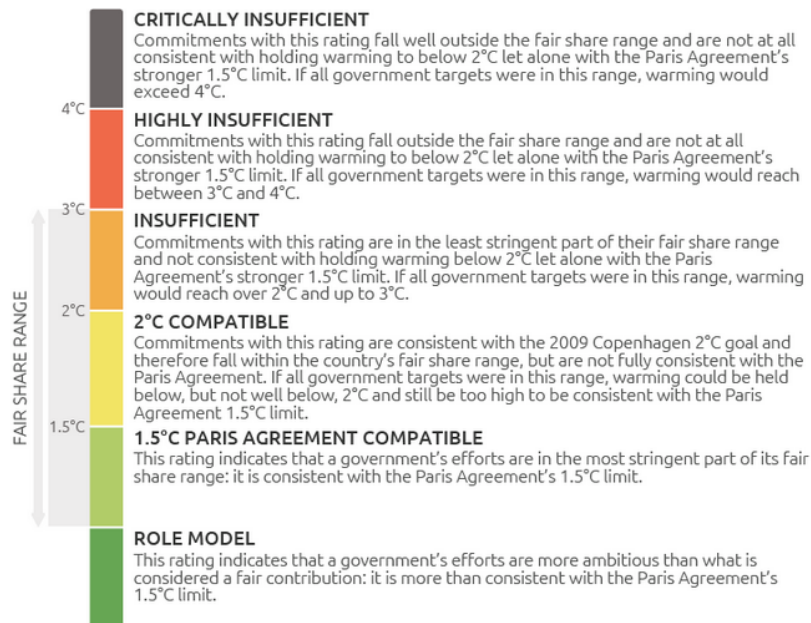 CRITICALLY INSUFFICIENT
Commitments with this rating fall well outside the fair share range and are not at all
consistent with holding warming to below 2°C let alone with the Paris Agreement's
stronger 1.5°C limit. If all government targets were in this range, warming would
exceed 4°C.
4°C
HIGHLY INSUFFICIENT
Commitments with this rating fall outside the fair share range and are not at all
consistent with holding warming to below 2°C let alone with the Paris Agreement's
stronger 1.5°C limit. If all government targets were in this range, warming would reach
between 3°C and 4°C.
3°C
INSUFFICIENT
Commitments with this rating are in the least stringent part of their fair share range
and not consistent with holding warming below 2°C let alone with the Paris
Agreement's stronger 1.5°C limit. If all government targets were in this range, warming
would reach over 2°C and up to 3°C.
2°C
2°C COMPATIBLE
Commitments with this rating are consistent with the 2009 Copenhagen 2°C goal and
therefore fall within the country's fair share range, but are not fully consistent with the
Paris Agreement. If all government targets were in this range, warming could be held
below, but not well below, 2°C and still be too high to be consistent with the Paris
Agreement 1.5°C limit.
FAIR SHARE RANGE
1.5°C
1.5°C PARIS AGREEMENT COMPATIBLE
This rating indicates that a government's efforts are in the most stringent part of its fair
share range: it is consistent with the Paris Agreement's 1.5°C limit.
ROLE MODEL
This rating indicates that a government's efforts are more ambitious than what is
considered a fair contribution: it is more than consistent with the Paris Agreement's
1.5°C limit.